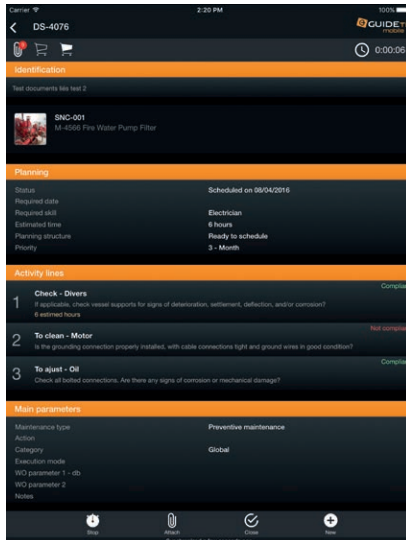 Carrier 2:20 PM 100%
DS-4076 GUIDETI
mobile
0:00:06
Identification
Test documents liés test 2
SNC-001
M-4566 Fire Water Pump Filter
Planning
Status Scheduled on 08/04/2016
Required date
Required skill Electrician
Estimated time 6 hours
Planning structure Ready to schedule
Priority 3 - Month
Activity lines
Complian
1 Check - Divers
If applicable, check vessel supports for signs of deterioration, settlement, deflection, and/or corrosion?
6 estimed hours
Not complian
2 To clean - Motor
Is the grounding connection properly installed, with cable connections tight and ground wires in good condition?
Complian
3 To ajust - Oil
Check all bolted connections. Are there any signs of corrosion or mechanical damage?
Main parameters
Maintenance type Preventive maintenance
Action
Category Global
Execution mode
WO parameter 1 - db
WO parameter 2
Notes
Stop Attach Close New